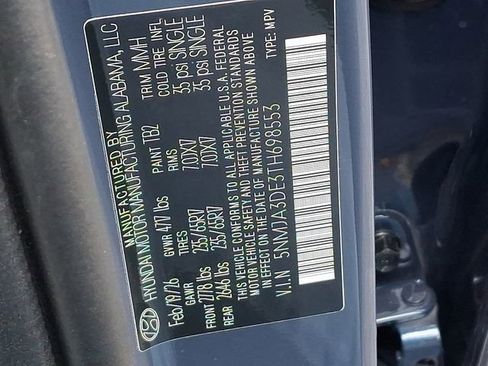 MANUFACTURED BY
HYUNDAI MOTOR MANUFACTURING ALABAMA, LLC
Feb/19/26 GVWR 4717 lbs PAINT TB2 TRIM MMH
GAWR TIRES RIMS COLD TIRE INFL.
FRONT 2778 lbs 235/65R17 7.0JX17 35 psi SINGLE
REAR 2646 lbs 235/65R17 7.0JX17 35 psi SINGLE
THIS VEHICLE CONFORMS TO ALL APPLICABLE U.S.A. FEDERAL
MOTOR VEHICLE SAFETY AND THEFT PREVENTION STANDARDS
IN EFFECT ON THE DATE OF MANUFACTURE SHOWN ABOVE.
V.I.N 5NMJA3DE3TH698553 TYPE: MPV